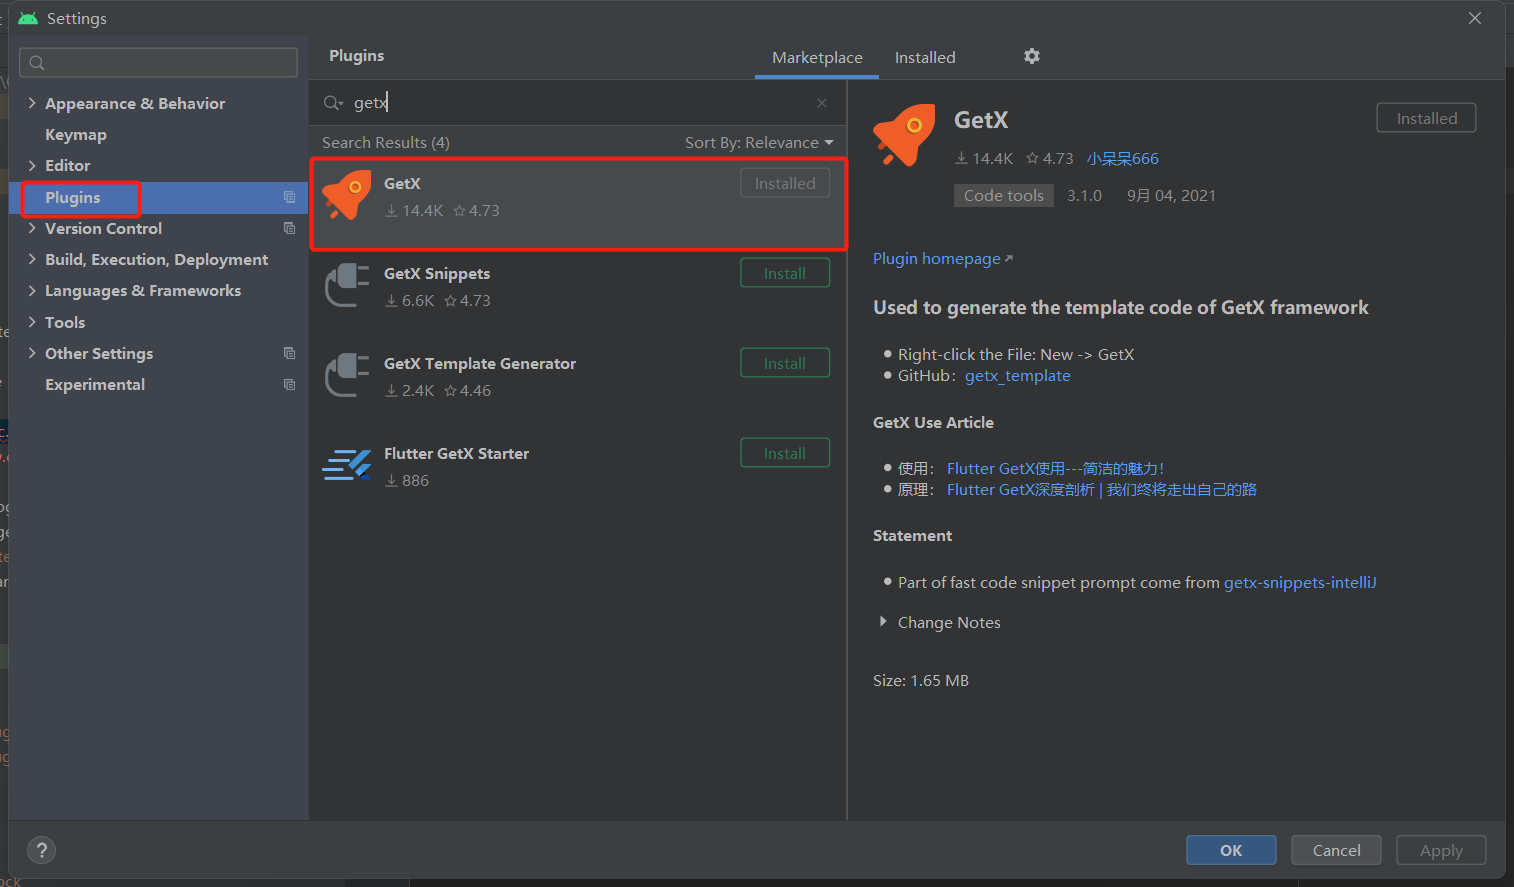 Settings
Plugins
Marketplace
Installed
Appearance & Behavior
Keymap
Editor
Plugins
Version Control
Build, Execution, Deployment
Languages & Frameworks
Tools
Other Settings
Experimental
getx
Search Results (4)
Sort By: Relevance
GetX
Installed
14.4K 4.73
GetX Snippets
Install
6.6K 4.73
GetX Template Generator
Install
2.4K 4.46
Flutter GetX Starter
Install
886
GetX
Installed
14.4K 4.73 小呆呆666
Code tools 3.1.0 9月 04, 2021
Plugin homepage
Used to generate the template code of GetX framework
Right-click the File: New -> GetX
GitHub： getx_template
GetX Use Article
使用： Flutter GetX使用---简洁的魅力！
原理： Flutter GetX深度剖析 | 我们终将走出自己的路
Statement
Part of fast code snippet prompt come from getx-snippets-intelliJ
Change Notes
Size: 1.65 MB
?
OK
Cancel
Apply